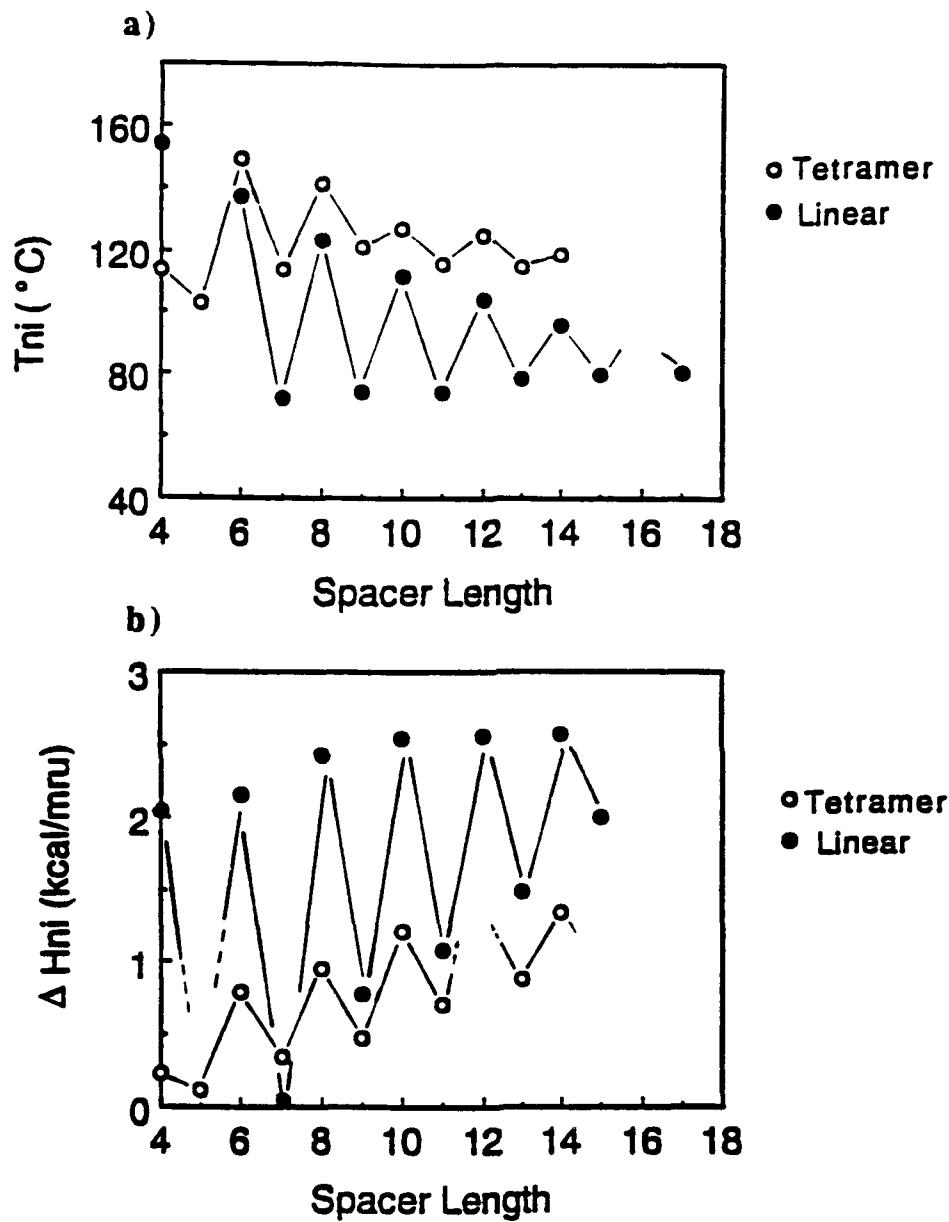 a)
160
120
80
40
Tni ( °C)
4 6 8 10 12 14 16 18
Spacer Length
Tetramer
Linear
b)
3
2
1
0
Δ Hni (kcal/mru)
4 6 8 10 12 14 16 18
Spacer Length
Tetramer
Linear